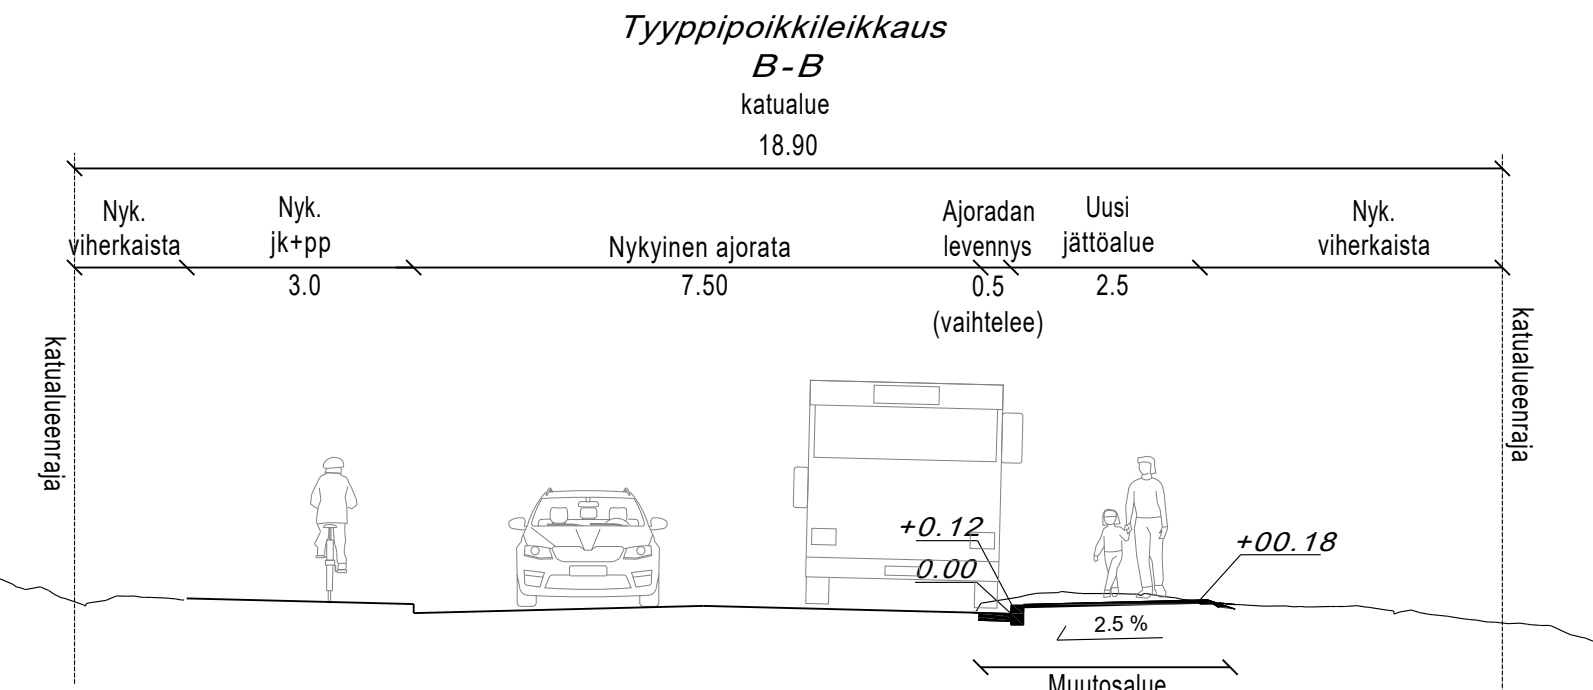 Tyyppipoikkileikkaus
B-B
katualue
18.90
Nyk.
viherkaista
Nyk.
jk+pp
Nykyinen ajorata
Ajoradan
levennys
Uusi
jättöalue
Nyk.
viherkaista
3.0
7.50
0.5
(vaihtelee)
2.5
katualueenraja
katualueenraja
+0.12
0.00
+00.18
2.5 %
Muutosalue